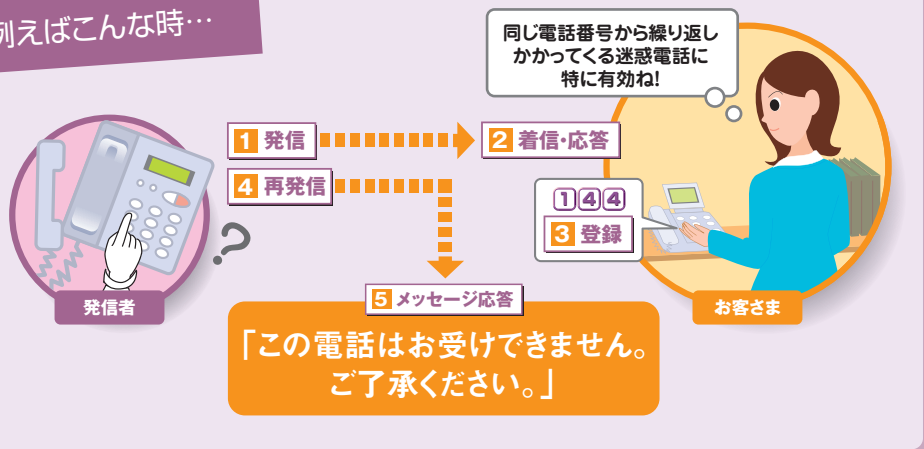 例えばこんな時…
同じ電話番号から繰り返し
かかってくる迷惑電話に
特に有効ね!
1 発信
2 着信・応答
4 再発信
144
3 登録
?
発信者
お客さま
5 メッセージ応答
「この電話はお受けできません。
ご了承ください。」